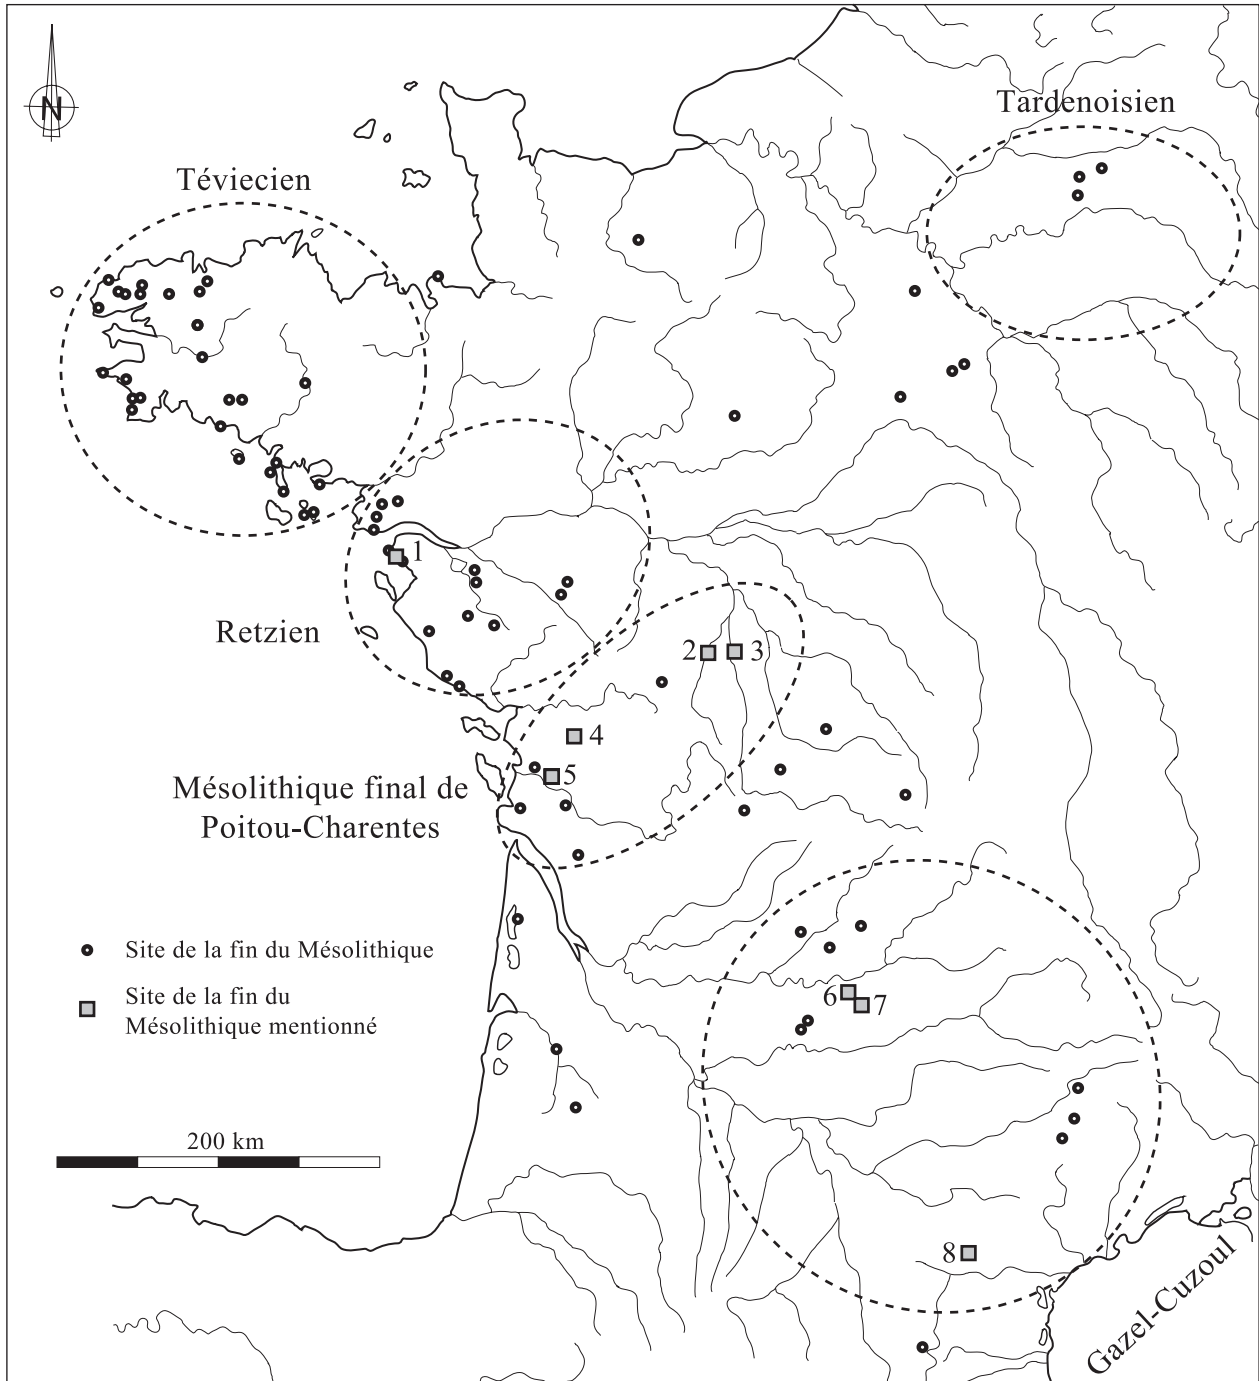 N
Tardenoisien
Téviecien
1
Retzien
2
3
4
5
Mésolithique final de
Poitou-Charentes
Site de la fin du Mésolithique
Site de la fin du
Mésolithique mentionné
6
7
200 km
8
Gazel-Cuzoul